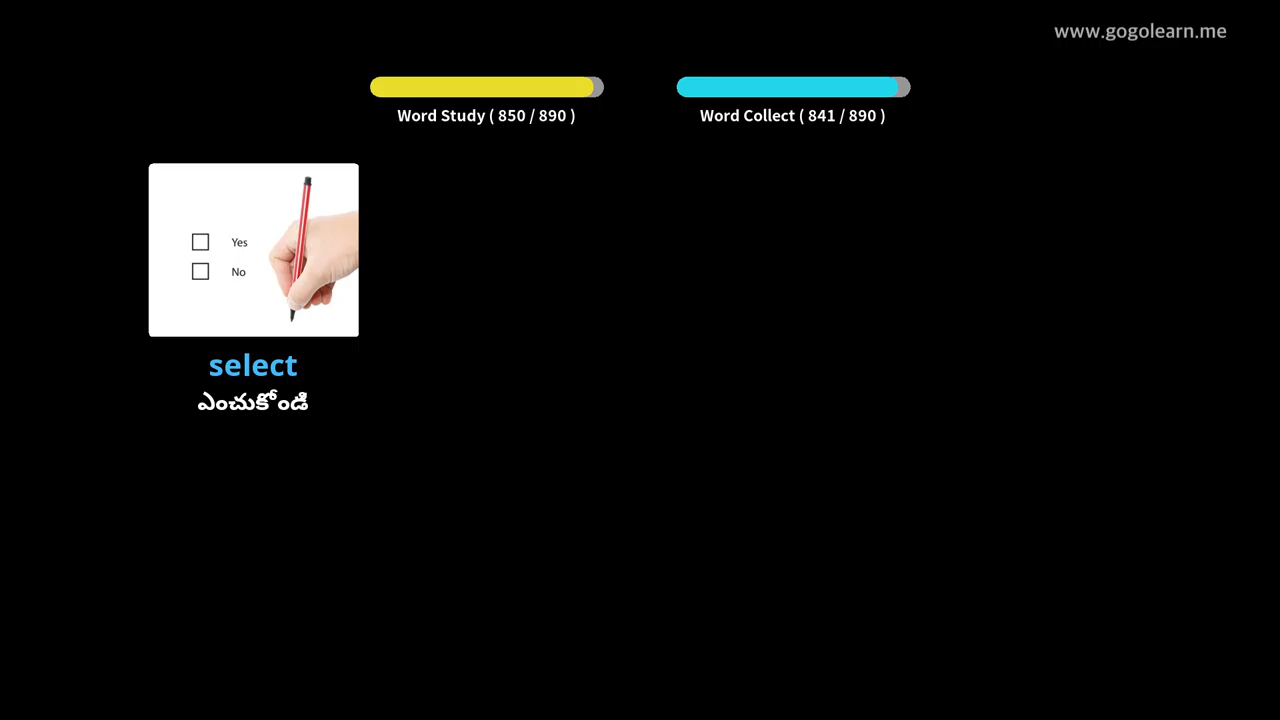 www.gogolearn.me
Word Study ( 850 / 890 )
Word Collect ( 841 / 890 )
Yes
No
select
ఎంచుకోండి